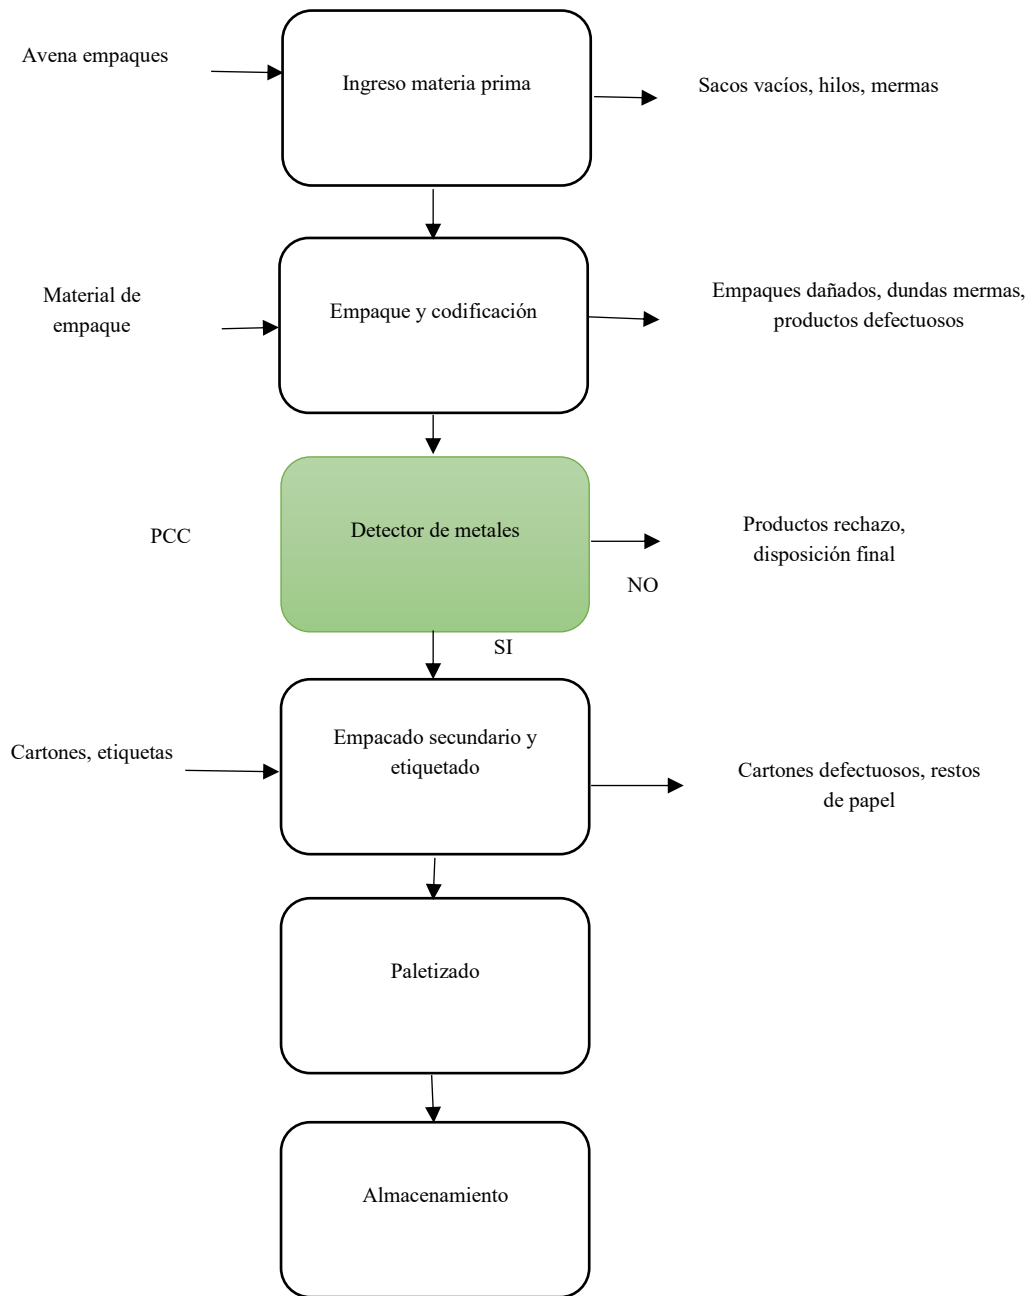 Avena empaques
Ingreso materia prima
Sacos vacíos, hilos, mermas
Material de
empaque
Empaque y codificación
Empaques dañados, dundas mermas,
productos defectuosos
PCC
Detector de metales
Productos rechazo,
disposición final
NO
SI
Cartones, etiquetas
Empacado secundario y
etiquetado
Cartones defectuosos, restos
de papel
Paletizado
Almacenamiento